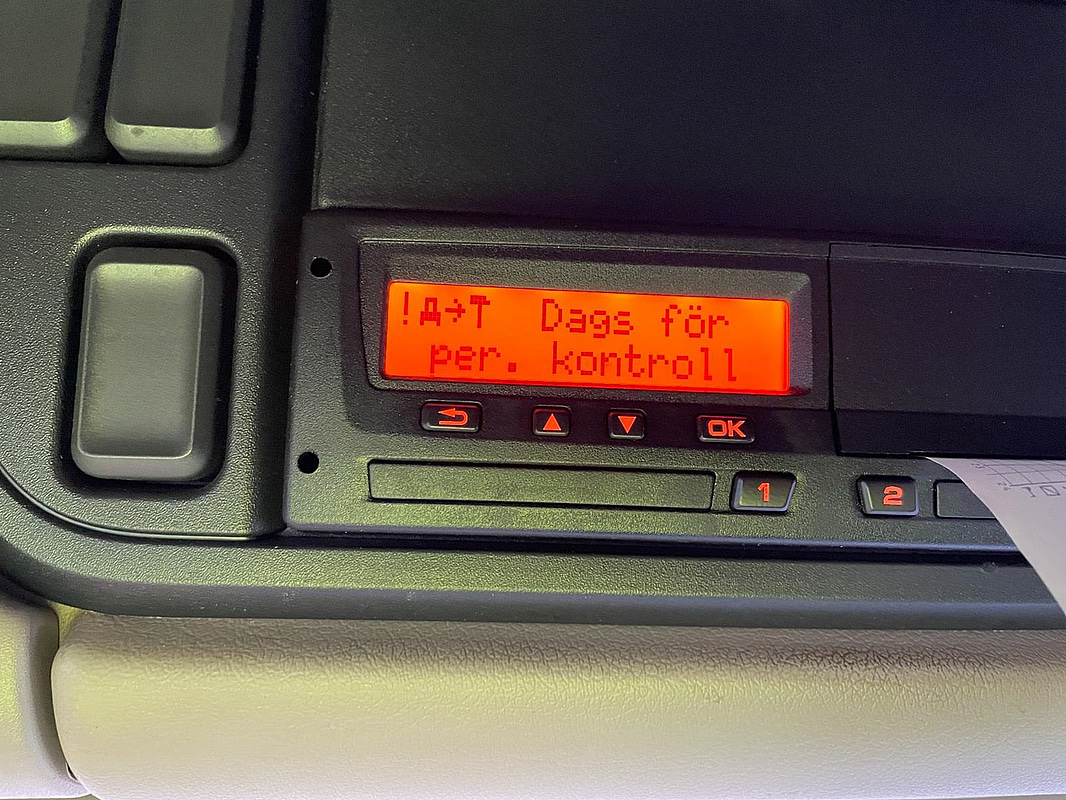 !A→T Dags för
per. kontroll
OK
1
2